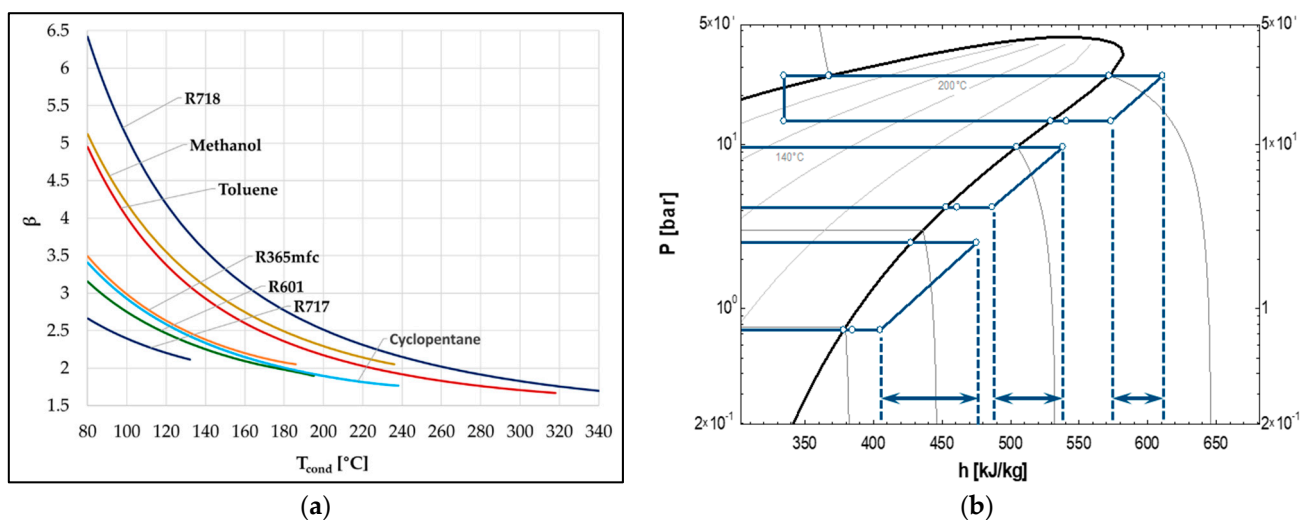 β
6.5
6
5.5
5
4.5
4
3.5
3
2.5
2
1.5
R718
Methanol
Toluene
R365mfc
R601
R717
Cyclopentane
80 100 120 140 160 180 200 220 240 260 280 300 320 340
T_cond [°C]
(a)
5×10¹
10¹
10⁰
2×10⁻¹
P [bar]
200°C
140°C
5×10¹
1×10¹
1
2×10⁻¹
350 400 450 500 550 600 650
h [kJ/kg]
(b)